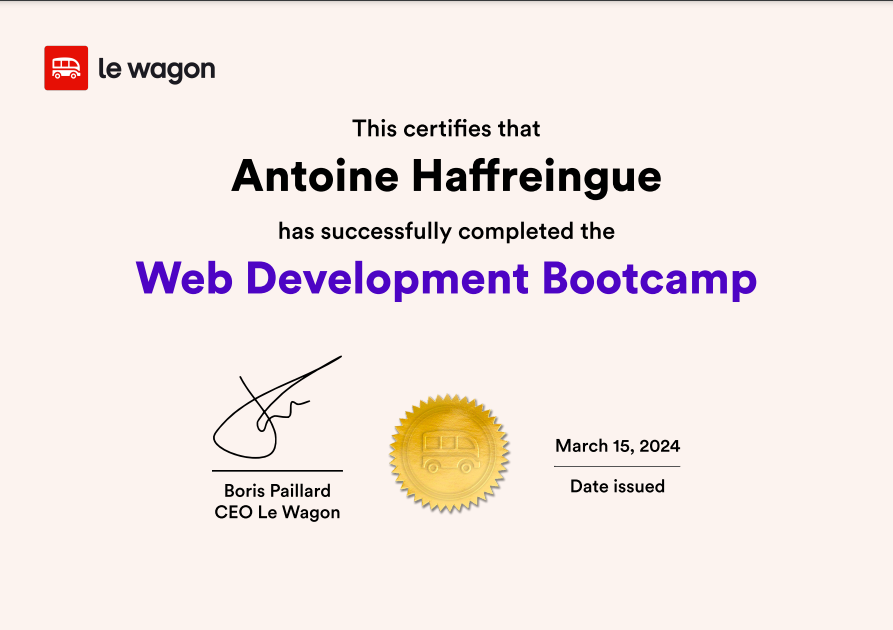 le wagon
This certifies that
Antoine Haffreingue
has successfully completed the
Web Development Bootcamp
Boris Paillard
CEO Le Wagon
March 15, 2024
Date issued